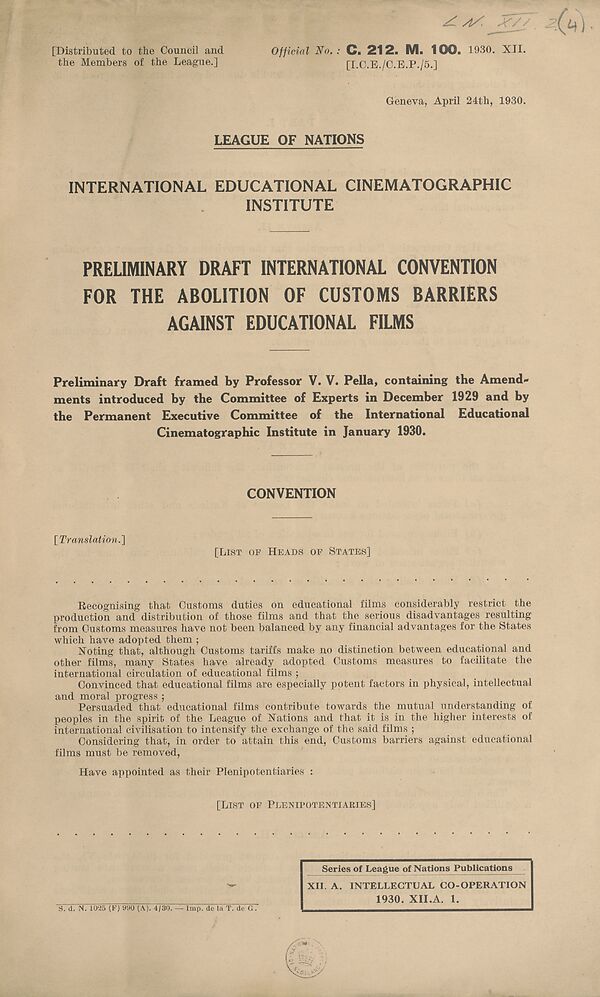 L N. XII. 2(4).
[Distributed to the Council and
the Members of the League.]
Official No. : C. 212. M. 100. 1930. XII.
[I.C.E./C.E.P./5.]
Geneva, April 24th, 1930.
LEAGUE OF NATIONS
INTERNATIONAL EDUCATIONAL CINEMATOGRAPHIC
INSTITUTE
PRELIMINARY DRAFT INTERNATIONAL CONVENTION
FOR THE ABOLITION OF CUSTOMS BARRIERS
AGAINST EDUCATIONAL FILMS
Preliminary Draft framed by Professor V. V. Pella, containing the Amend-
ments introduced by the Committee of Experts in December 1929 and by
the Permanent Executive Committee of the International Educational
Cinematographic Institute in January 1930.
CONVENTION
[Translation.]
[LIST OF HEADS OF STATES]
Recognising that Customs duties on educational films considerably restrict the
production and distribution of those films and that the serious disadvantages resulting
from Customs measures have not been balanced by any financial advantages for the States
which have adopted them ;
Noting that, although Customs tariffs make no distinction between educational and
other films, many States have already adopted Customs measures to facilitate the
international circulation of educational films ;
Convinced that educational films are especially potent factors in physical, intellectual
and moral progress ;
Persuaded that educational films contribute towards the mutual understanding of
peoples in the spirit of the League of Nations and that it is in the higher interests of
international civilisation to intensify the exchange of the said films ;
Considering that, in order to attain this end, Customs barriers against educational
films must be removed,
Have appointed as their Plenipotentiaries :
[LIST OF PLENIPOTENTIARIES]
Series of League of Nations Publications
XII. A. INTELLECTUAL CO-OPERATION
1930. XII.A. 1.
S. d. N. 1025 (F) 990 (A). 4/30. — Imp. de la T. de G.